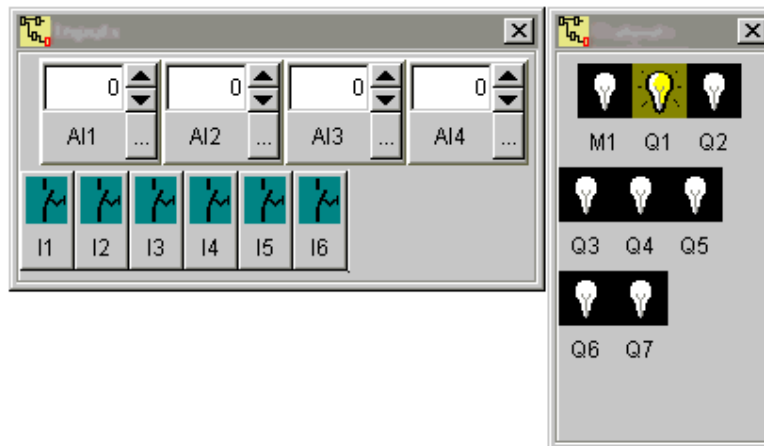 0 0 0 0
AI1 ... AI2 ... AI3 ... AI4 ...
I1 I2 I3 I4 I5 I6
M1 Q1 Q2
Q3 Q4 Q5
Q6 Q7